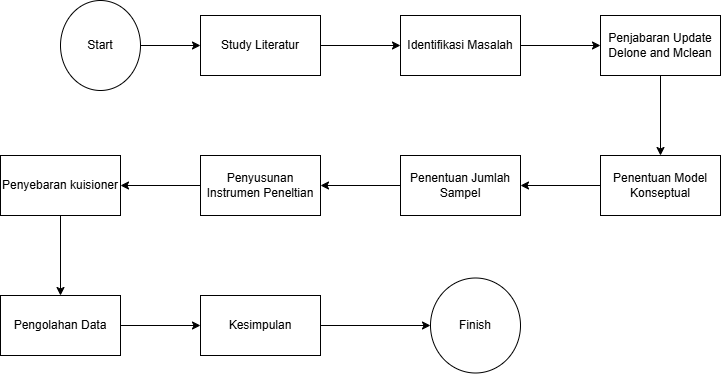 Start
Study Literatur
Identifikasi Masalah
Penjabaran Update
Delone and Mclean
Penentuan Model
Konseptual
Penentuan Jumlah
Sampel
Penyusunan
Instrumen Peneltian
Penyebaran kuisioner
Pengolahan Data
Kesimpulan
Finish